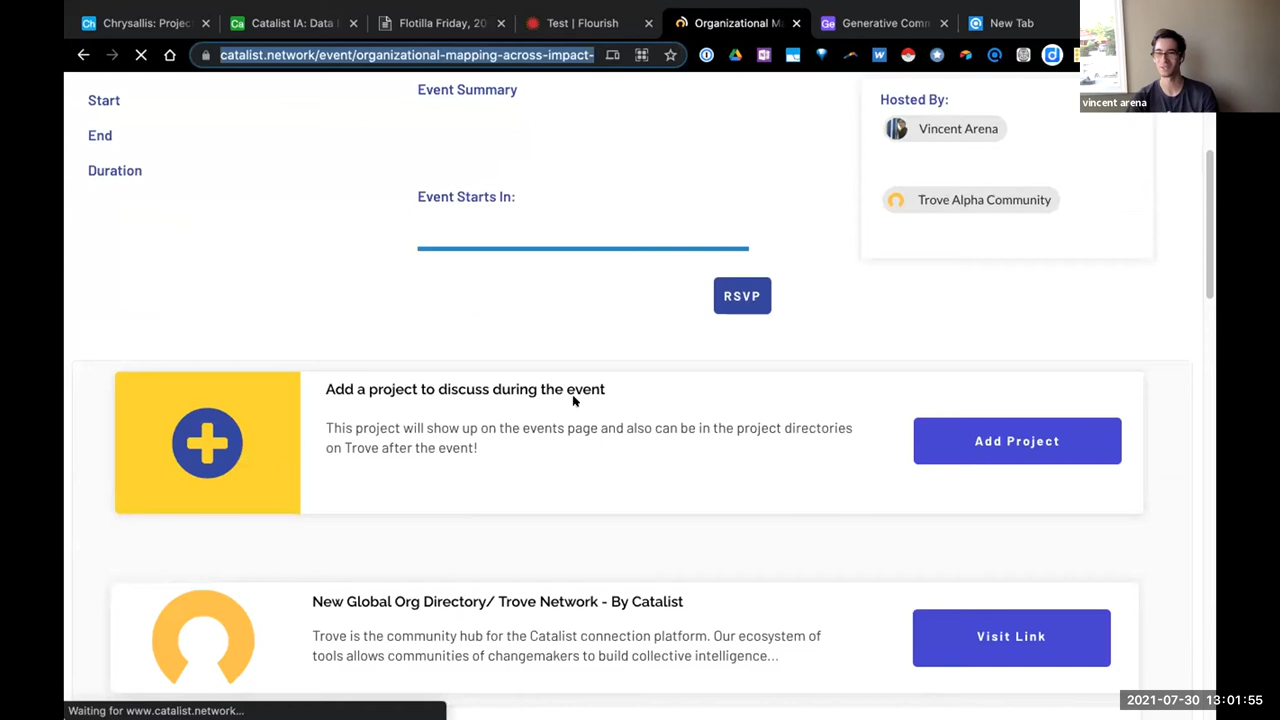 Chrysallis: Projec
Catalist IA: Data
Flotilla Friday, 20
Test | Flourish
Organizational M
Generative Comm
New Tab
catalist.network/event/organizational-mapping-across-impact-
vincent arena
Start
End
Duration
Event Summary
Event Starts In:
RSVP
Hosted By:
Vincent Arena
Trove Alpha Community
Add a project to discuss during the event
This project will show up on the events page and also can be in the project directories
on Trove after the event!
Add Project
New Global Org Directory/ Trove Network - By Catalist
Trove is the community hub for the Catalist connection platform. Our ecosystem of
tools allows communities of changemakers to build collective intelligence...
Visit Link
Waiting for www.catalist.network...
2021-07-30 13:01:55